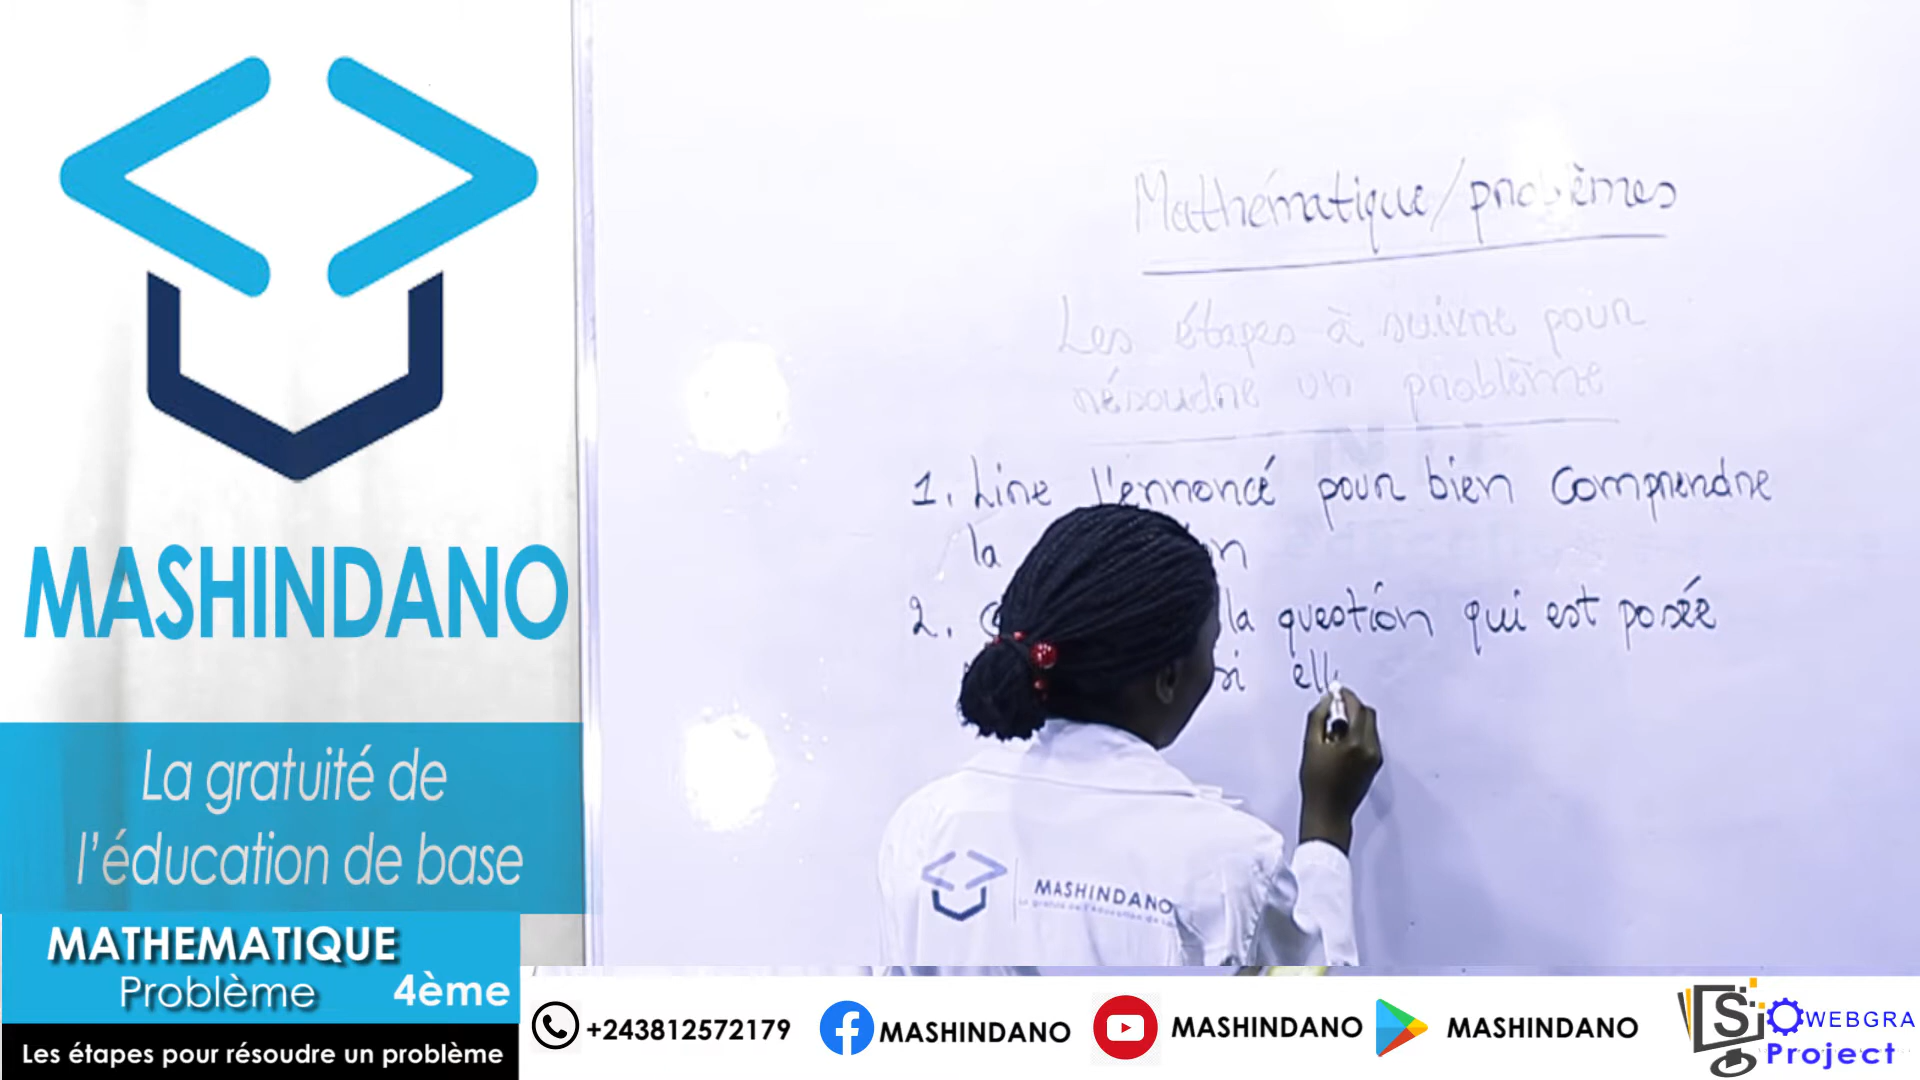 MASHINDANO
La gratuité de
l'éducation de base
MATHEMATIQUE
Problème 4ème
Les étapes pour résoudre un problème
Mathématique/problèmes
Les étapes à suivre pour
résoudre un problème
1. Lire l'ennoncé pour bien comprendre
la
2. la question qui est posée
si elle
MASHINDANO
+243812572179
MASHINDANO
MASHINDANO
MASHINDANO
WEBGRA
Project